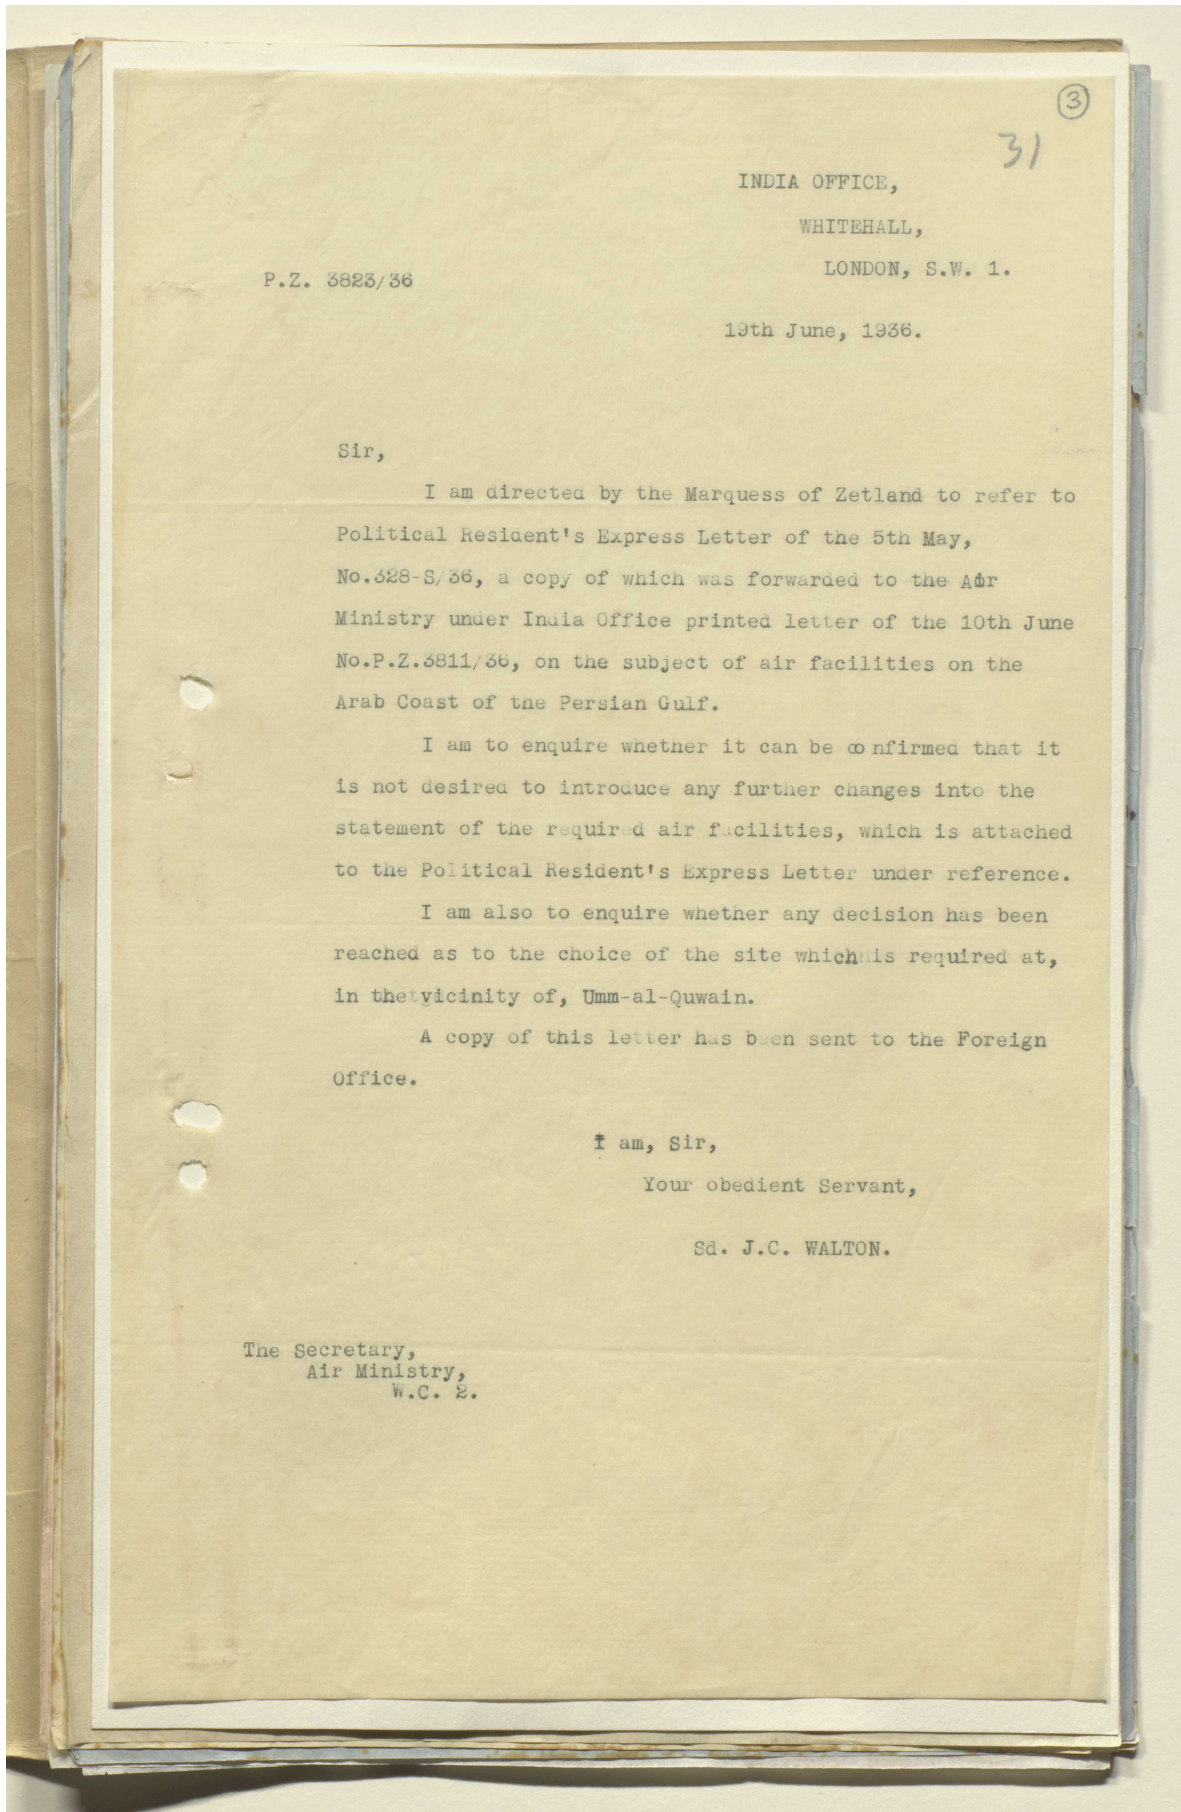 3
31
INDIA OFFICE,
WHITEHALL,
LONDON, S.W. 1.
P.Z. 3823/36
19th June, 1936.
Sir,
I am directed by the Marquess of Zetland to refer to
Political Resident's Express Letter of the 5th May,
No.328-S/36, a copy of which was forwarded to the Air
Ministry under India Office printed letter of the 10th June
No.P.Z.3811/36, on the subject of air facilities on the
Arab Coast of the Persian Gulf.
I am to enquire whether it can be confirmed that it
is not desired to introduce any further changes into the
statement of the required air facilities, which is attached
to the Political Resident's Express Letter under reference.
I am also to enquire whether any decision has been
reached as to the choice of the site which is required at,
in the vicinity of, Umm-al-Quwain.
A copy of this letter has been sent to the Foreign
Office.
I am, Sir,
Your obedient Servant,
Sd. J.C. WALTON.
The Secretary,
Air Ministry,
W.C. 2.